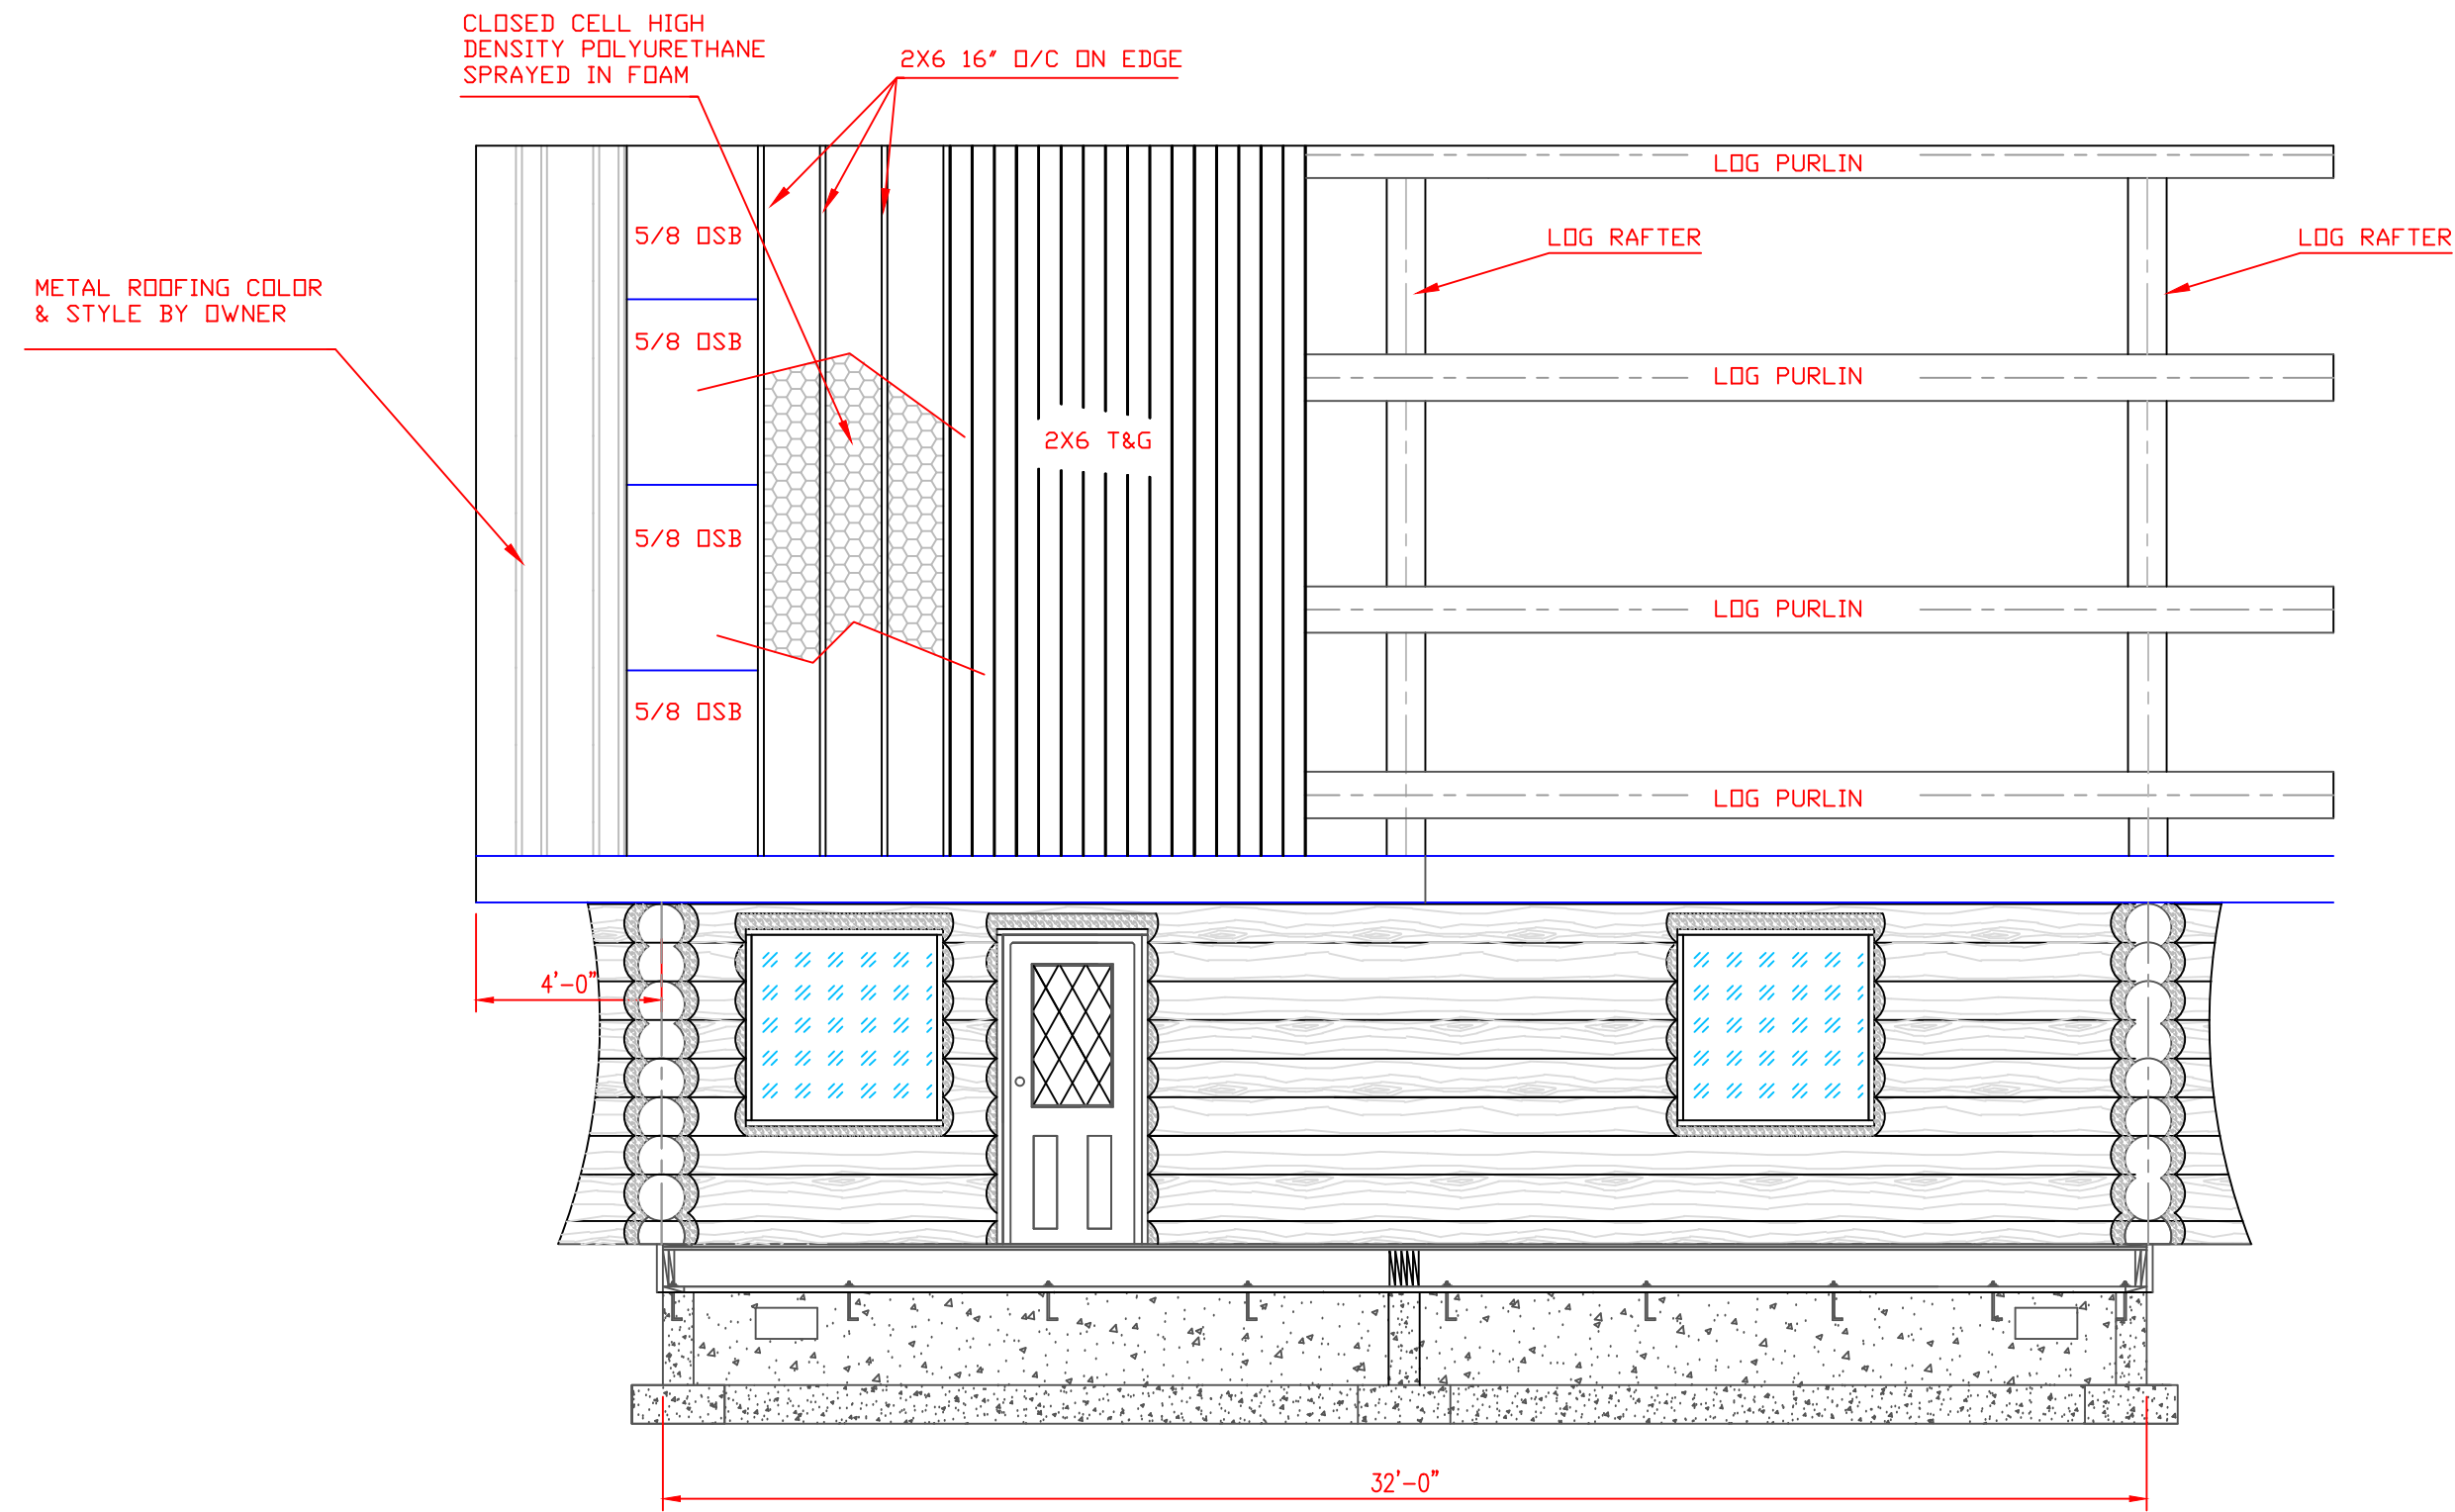 CLOSED CELL HIGH
DENSITY POLYURETHANE
SPRAYED IN FOAM
2X6 16" O/C ON EDGE
LOG PURLIN
5/8 OSB
LOG RAFTER
LOG RAFTER
METAL ROOFING COLOR
& STYLE BY OWNER
5/8 OSB
LOG PURLIN
2X6 T&G
5/8 OSB
LOG PURLIN
5/8 OSB
LOG PURLIN
4'-0"
32'-0"